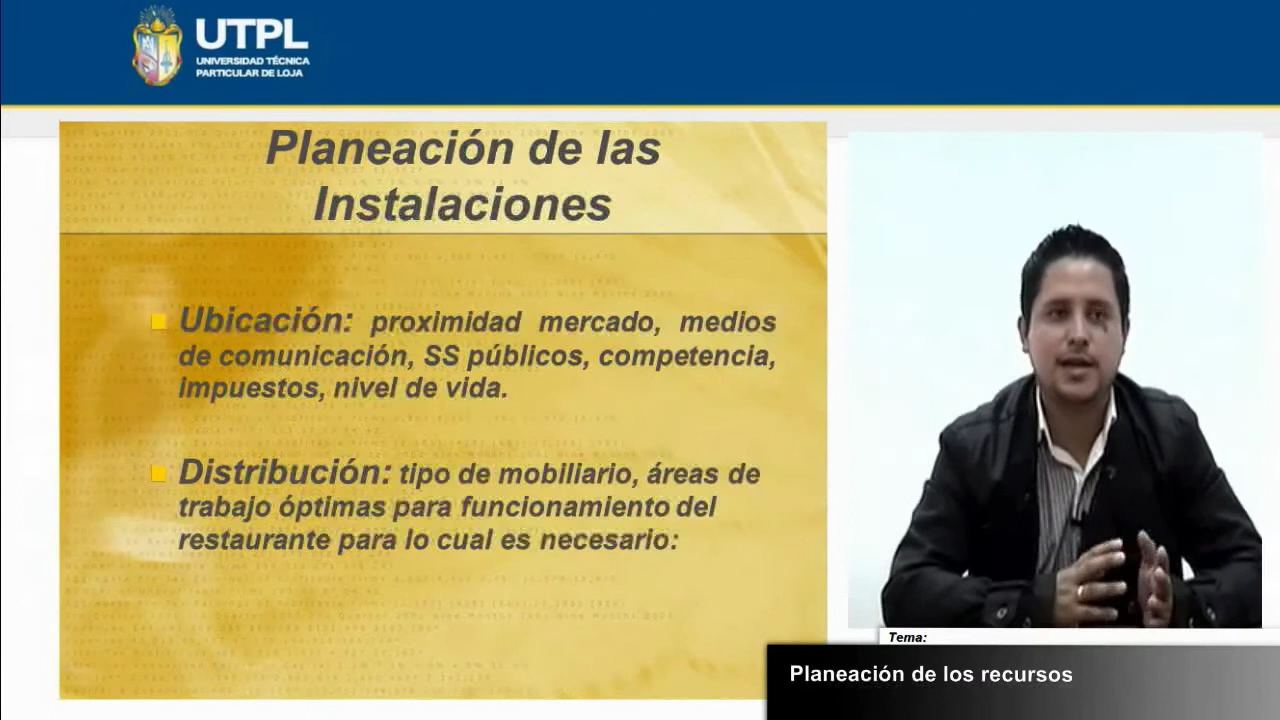 UTPL
UNIVERSIDAD TÉCNICA
PARTICULAR DE LOJA
Planeación de las
Instalaciones
Ubicación: proximidad mercado, medios
de comunicación, SS públicos, competencia,
impuestos, nivel de vida.
Distribución: tipo de mobiliario, áreas de
trabajo óptimas para funcionamiento del
restaurante para lo cual es necesario:
Tema:
Planeación de los recursos